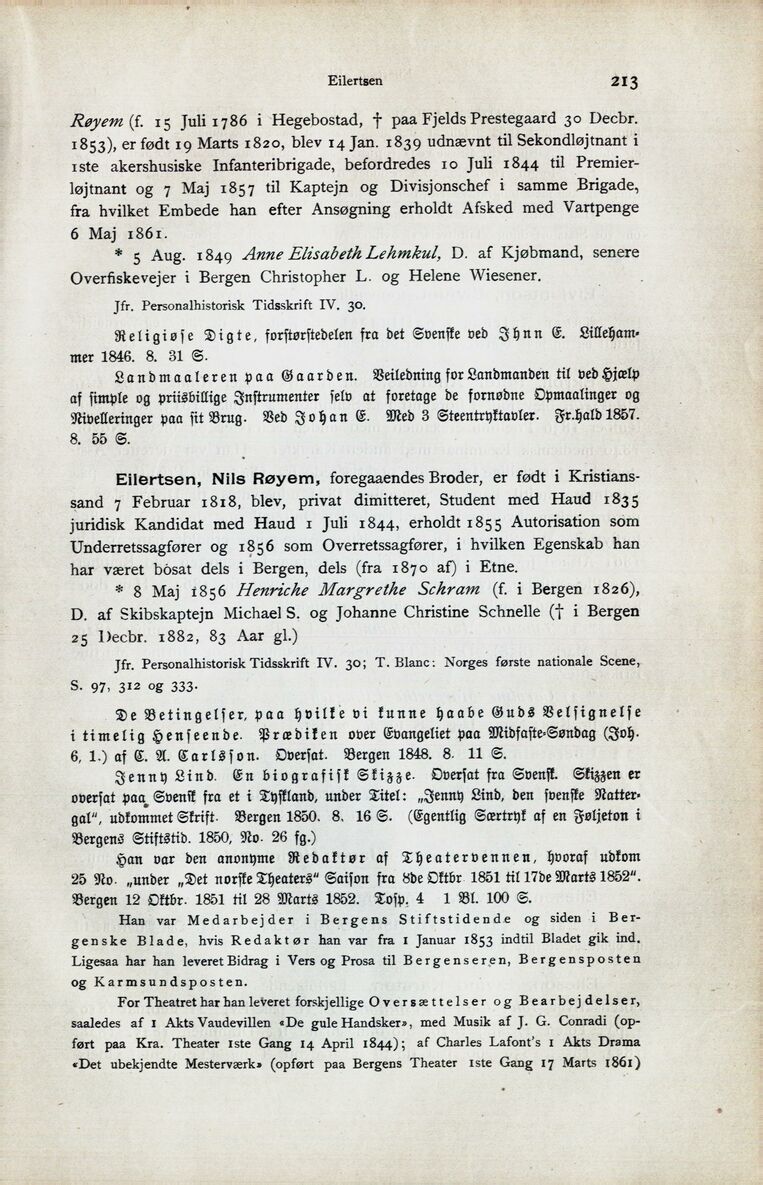 Eilertsen 213
Røyem (f. 15 Juli 1786 i Hegebostad, † paa Fjelds Prestegaard 30 Decbr.
1853), er født 19 Marts 1820, blev 14 Jan. 1839 udnævnt til Sekondløjtnant i
1ste akershusiske Infanteribrigade, befordredes 10 Juli 1844 til Premier-
løjtnant og 7 Maj 1857 til Kaptejn og Divisjonschef i samme Brigade,
fra hvilket Embede han efter Ansøgning erholdt Afsked med Vartpenge
6 Maj 1861.
* 5 Aug. 1849 Anne Elisabeth Lehmkul, D. af Kjøbmand, senere
Overfiskevejer i Bergen Christopher L. og Helene Wiesener.
Jfr. Personalhistorisk Tidsskrift IV. 30.
Religiøse Digte, forstørstedelen fra det Svenske ved Ihnn E. Lilleham-
mer 1846. 8. 31 S.
Landmaaleren paa Gaarden. Veiledning for Landmanden til ved Hjælp
af simple og priisbillige Instrumenter selv at foretage de fornødne Opmaalinger og
Nivelleringer paa sit Brug. Ved Johan E. Med 3 Steentryktavler. Fr.hald 1857.
8. 55 S.
Eilertsen, Nils Røyem, foregaaendes Broder, er født i Kristians-
sand 7 Februar 1818, blev, privat dimitteret, Student med Haud 1835
juridisk Kandidat med Haud 1 Juli 1844, erholdt 1855 Autorisation som
Underretssagfører og 1856 som Overretssagfører, i hvilken Egenskab han
har været bosat dels i Bergen, dels (fra 1870 af) i Etne.
* 8 Maj 1856 Henriche Margrethe Schram (f. i Bergen 1826),
D. af Skibskaptejn Michael S. og Johanne Christine Schnelle († i Bergen
25 Decbr. 1882, 83 Aar gl.)
Jfr. Personalhistorisk Tidsskrift IV. 30; T. Blanc: Norges første nationale Scene,
S. 97, 312 og 333.
De Betingelser, paa hvilke vi kunne haabe Guds Velsignelse
i timelig Henseende. Prædiken over Evangeliet paa Midfaste-Søndag (Joh.
6, 1.) af C. A. Carlsson. Oversat. Bergen 1848. 8. 11 S.
Jenny Lind. En biografisk Skizze. Oversat fra Svensk. Skizzen er
oversat paa Svensk fra et i Tyskland, under Titel: „Jenny Lind, den svenske Natter-
gal“, udkommet Skrift. Bergen 1850. 8. 16 S. (Egentlig Særtryk af en Føljeton i
Bergens Stiftstid. 1850, No. 26 fg.)
Han var den anonyme Redaktør af Theatervennen, hvoraf udkom
25 No. „under „Det norske Theaters“ Saison fra 8de Oktbr 1851 til 17de Marts 1852“.
Bergen 12 Oktbr. 1851 til 28 Marts 1852. Tosp. 4 1 Bl. 100 S.
Han var Medarbejder i Bergens Stiftstidende og siden i Ber-
genske Blade, hvis Redaktør han var fra 1 Januar 1853 indtil Bladet gik ind.
Ligesaa har han leveret Bidrag i Vers og Prosa til Bergenseren, Bergensposten
og Karmsundsposten.
For Theatret har han leveret forskjellige Oversættelser og Bearbejdelser,
saaledes af 1 Akts Vaudevillen «De gule Handsker», med Musik af J. G. Conradi (op-
ført paa Kra. Theater 1ste Gang 14 April 1844); af Charles Lafont's 1 Akts Drama
«Det ubekjendte Mesterværk» (opført paa Bergens Theater 1ste Gang 17 Marts 1861)